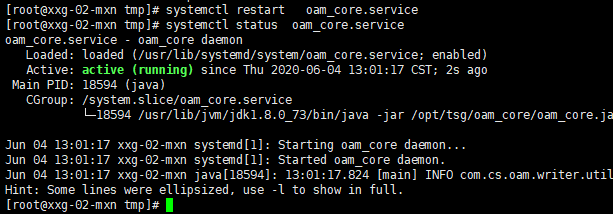 [root@xxg-02-mxn tmp]# systemctl restart   oam_core.service
[root@xxg-02-mxn tmp]# systemctl status  oam_core.service
oam_core.service - oam_core daemon
   Loaded: loaded (/usr/lib/systemd/system/oam_core.service; enabled)
   Active: active (running) since Thu 2020-06-04 13:01:17 CST; 2s ago
 Main PID: 18594 (java)
   CGroup: /system.slice/oam_core.service
           └─18594 /usr/lib/jvm/jdk1.8.0_73/bin/java -jar /opt/tsg/oam_core/oam_core.ja

Jun 04 13:01:17 xxg-02-mxn systemd[1]: Starting oam_core daemon...
Jun 04 13:01:17 xxg-02-mxn systemd[1]: Started oam_core daemon.
Jun 04 13:01:17 xxg-02-mxn java[18594]: 13:01:17.824 [main] INFO com.cs.oam.writer.util
Hint: Some lines were ellipsized, use -l to show in full.
[root@xxg-02-mxn tmp]#